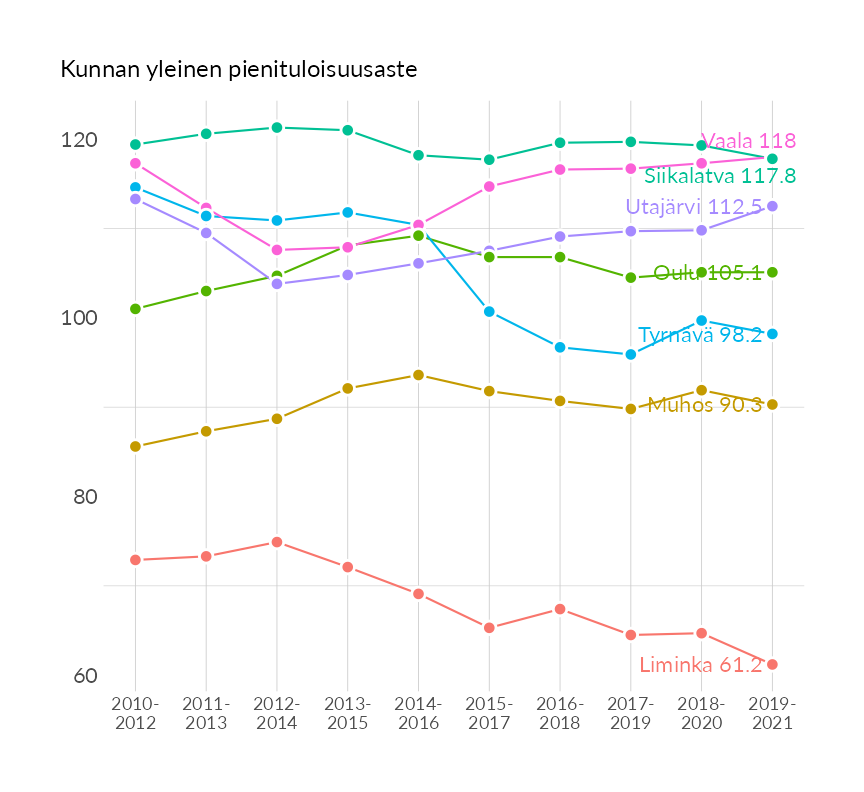 Kunnan yleinen pienituloisuusaste
120
100
80
60
Vaala 118
Siikalatva 117.8
Utajärvi 112.5
Oulu 105.1
Tyrnävä 98.2
Muhos 90.3
Liminka 61.2
2010- 2011- 2012- 2013- 2014- 2015- 2016- 2017- 2018- 2019-
2012 2013 2014 2015 2016 2017 2018 2019 2020 2021